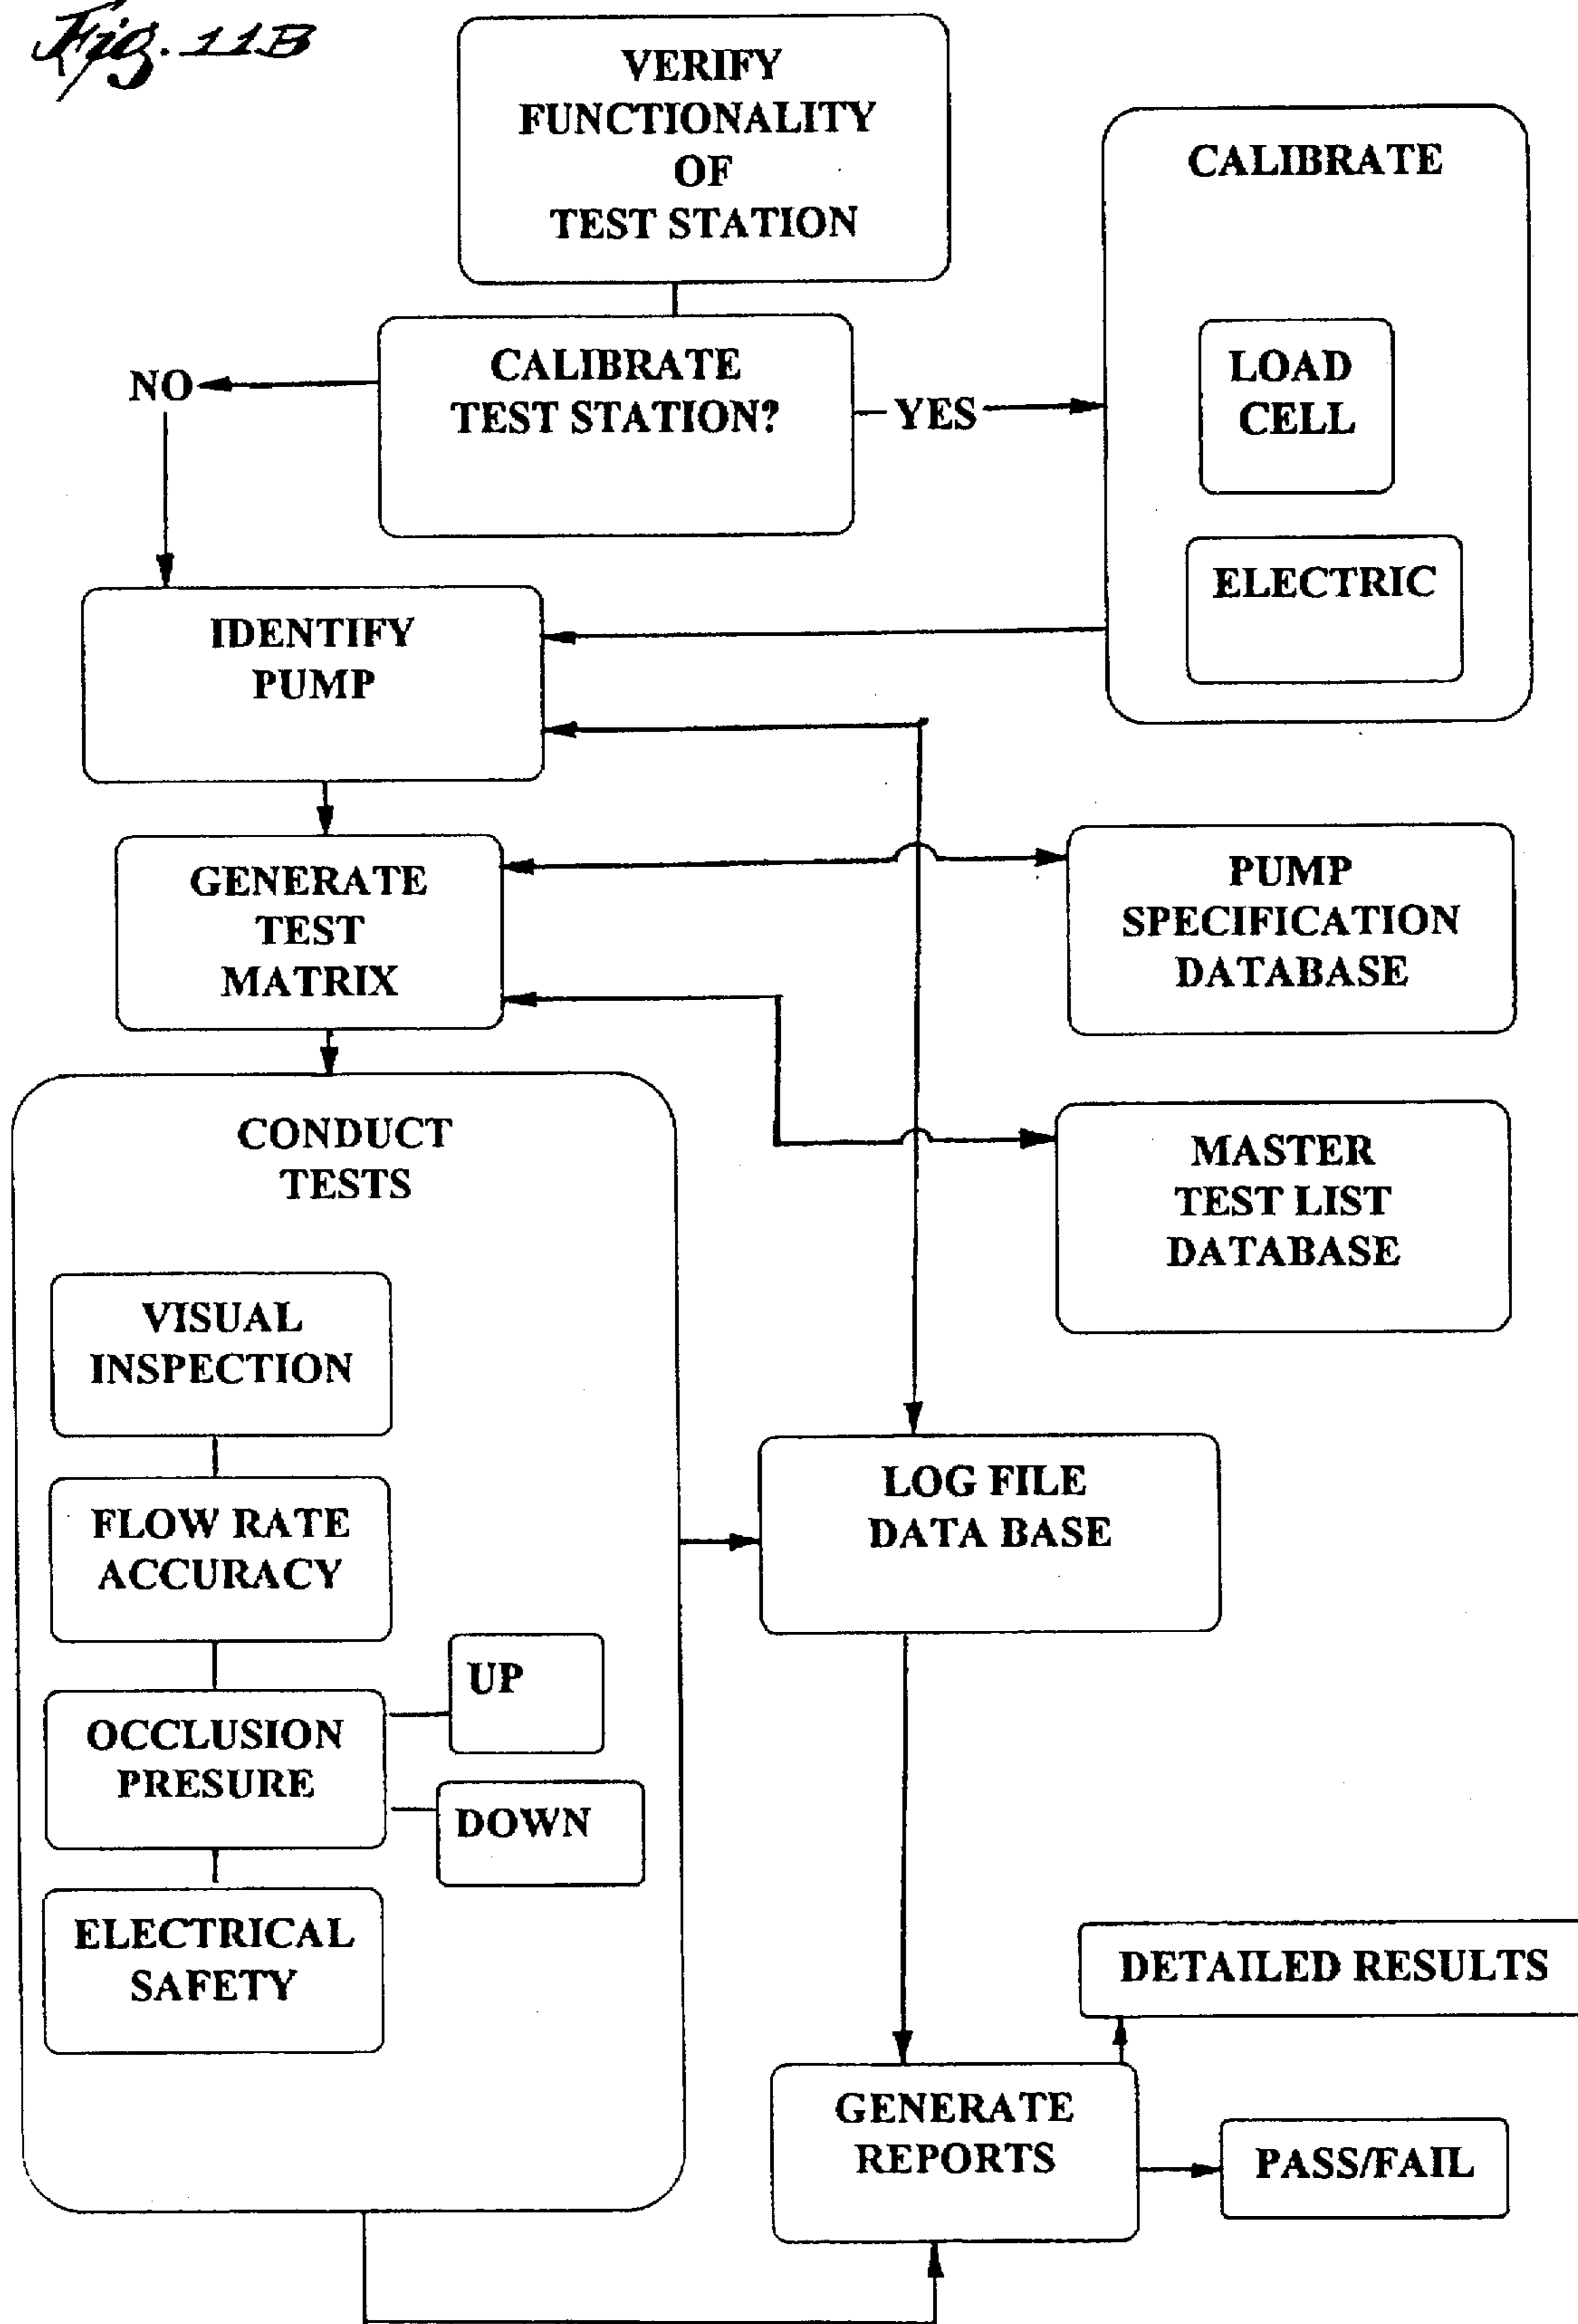 Fig. 11B
VERIFY
FUNCTIONALITY
OF
TEST STATION
CALIBRATE
TEST STATION?
NO
YES
CALIBRATE
LOAD
CELL
ELECTRIC
IDENTIFY
PUMP
GENERATE
TEST
MATRIX
PUMP
SPECIFICATION
DATABASE
MASTER
TEST LIST
DATABASE
CONDUCT
TESTS
VISUAL
INSPECTION
FLOW RATE
ACCURACY
OCCLUSION
PRESURE
UP
DOWN
ELECTRICAL
SAFETY
LOG FILE
DATA BASE
GENERATE
REPORTS
DETAILED RESULTS
PASS/FAIL